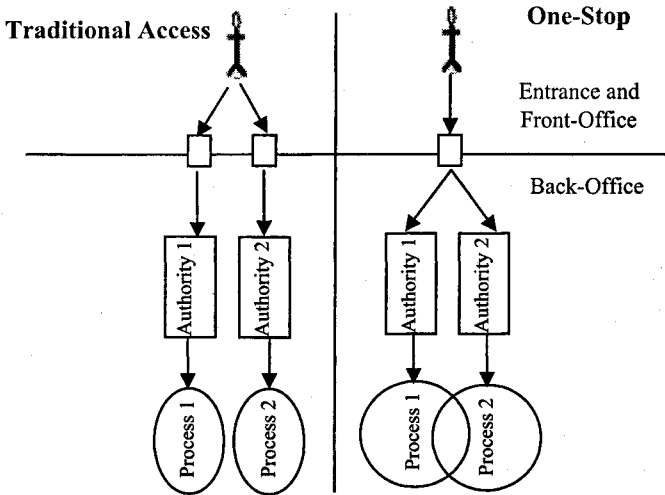 Traditional Access
One-Stop
Entrance and
Front-Office
Back-Office
Authority 1
Authority 2
Authority 1
Authority 2
Process 1
Process 2
Process 1
Process 2